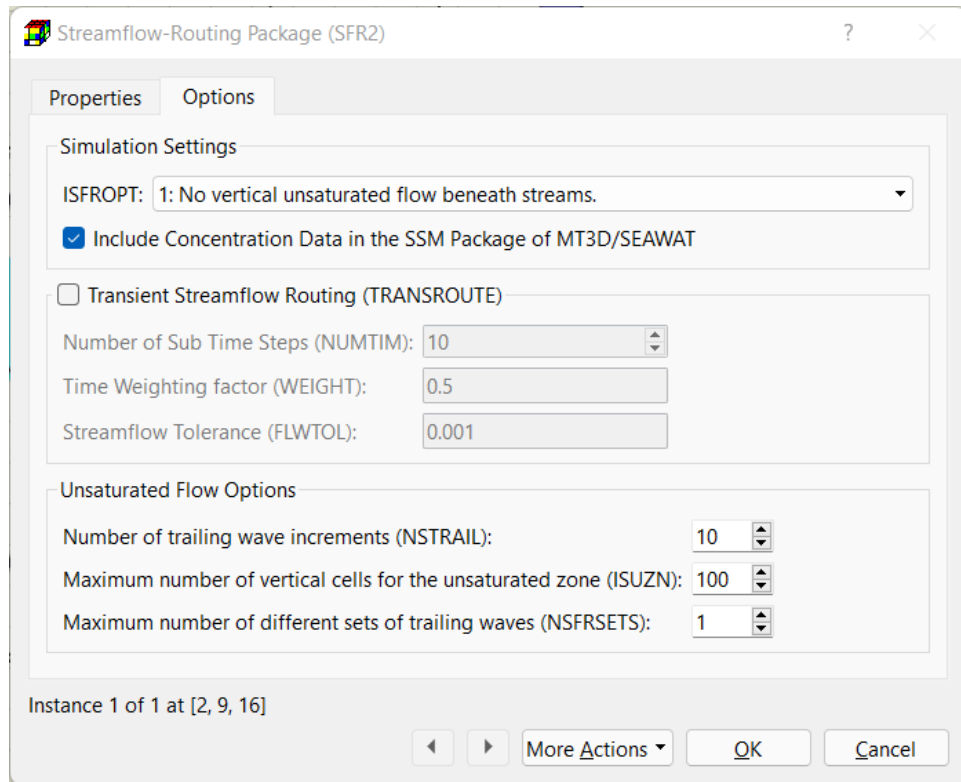 Streamflow-Routing Package (SFR2)
?
Properties
Options
Simulation Settings
ISFROPT: 1: No vertical unsaturated flow beneath streams.
Include Concentration Data in the SSM Package of MT3D/SEAWAT
Transient Streamflow Routing (TRANSROUTE)
Number of Sub Time Steps (NUMTIM): 10
Time Weighting factor (WEIGHT): 0.5
Streamflow Tolerance (FLWTOL): 0.001
Unsaturated Flow Options
Number of trailing wave increments (NSTRAIL): 10
Maximum number of vertical cells for the unsaturated zone (ISUZN): 100
Maximum number of different sets of trailing waves (NSFRSETS): 1
Instance 1 of 1 at [2, 9, 16]
More Actions OK Cancel